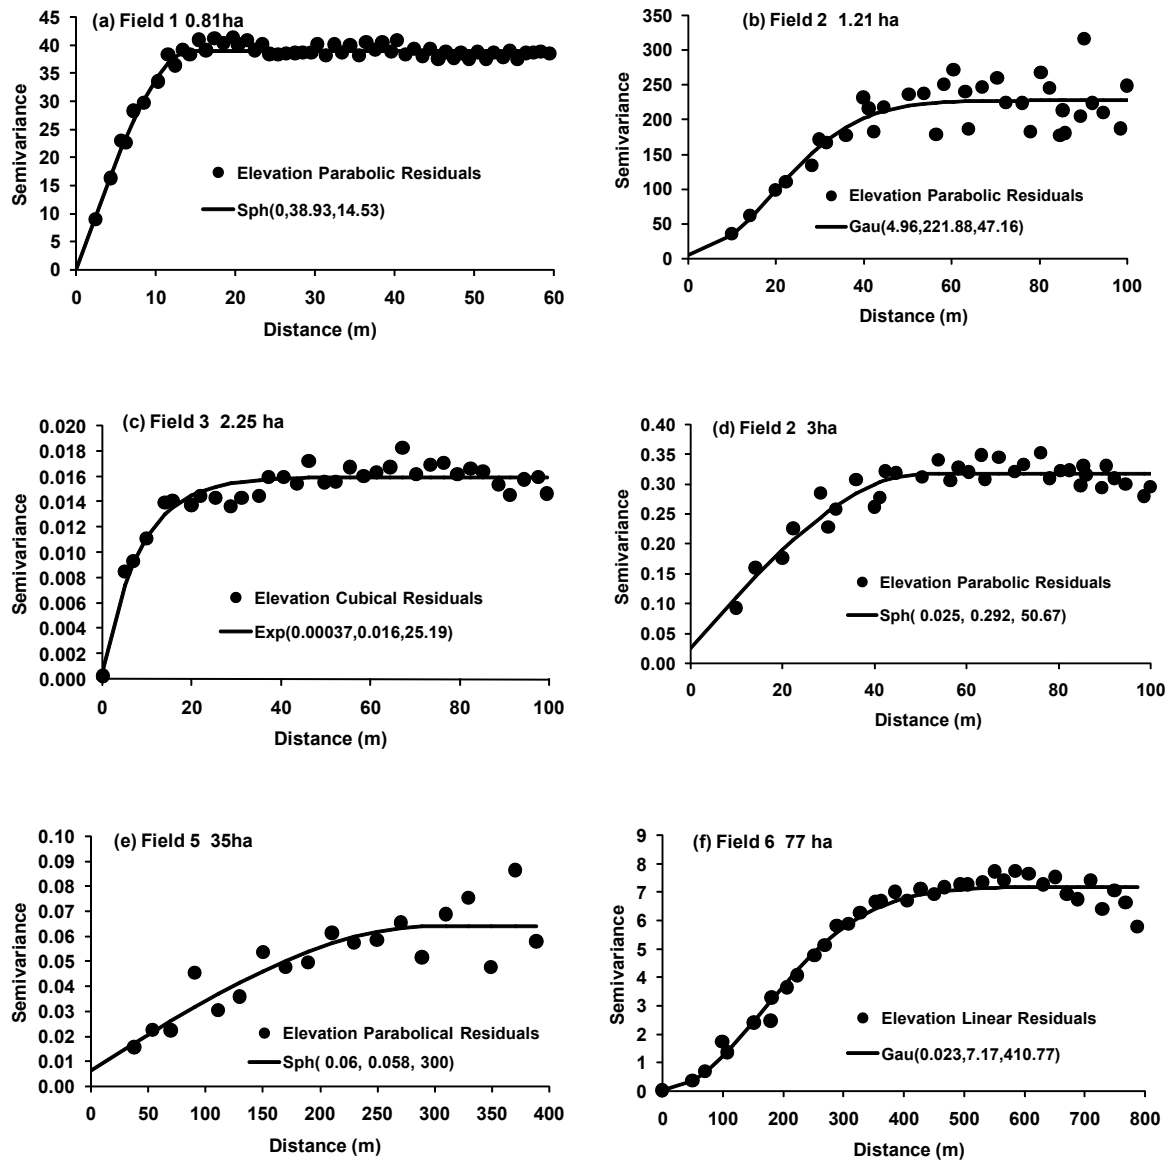 (a) Field 1 0.81ha
45
40
35
30
25
20
15
10
5
0
Semivariance
Elevation Parabolic Residuals
Sph(0,38.93,14.53)
0 10 20 30 40 50 60
Distance (m)
(b) Field 2 1.21 ha
350
300
250
200
150
100
50
0
Semivariance
Elevation Parabolic Residuals
Gau(4.96,221.88,47.16)
0 20 40 60 80 100
Distance (m)
(c) Field 3 2.25 ha
0.020
0.018
0.016
0.014
0.012
0.010
0.008
0.006
0.004
0.002
0.000
Semivariance
Elevation Cubical Residuals
Exp(0.00037,0.016,25.19)
0 20 40 60 80 100
Distance (m)
(d) Field 2 3ha
0.40
0.35
0.30
0.25
0.20
0.15
0.10
0.05
0.00
Semivariance
Elevation Parabolic Residuals
Sph( 0.025, 0.292, 50.67)
0 20 40 60 80 100
Distance (m)
(e) Field 5 35ha
0.10
0.09
0.08
0.07
0.06
0.05
0.04
0.03
0.02
0.01
0.00
Semivariance
Elevation Parabolical Residuals
Sph( 0.06, 0.058, 300)
0 50 100 150 200 250 300 350 400
Distance (m)
(f) Field 6 77 ha
9
8
7
6
5
4
3
2
1
0
Semivariance
Elevation Linear Residuals
Gau(0.023,7.17,410.77)
0 100 200 300 400 500 600 700 800
Distance (m)